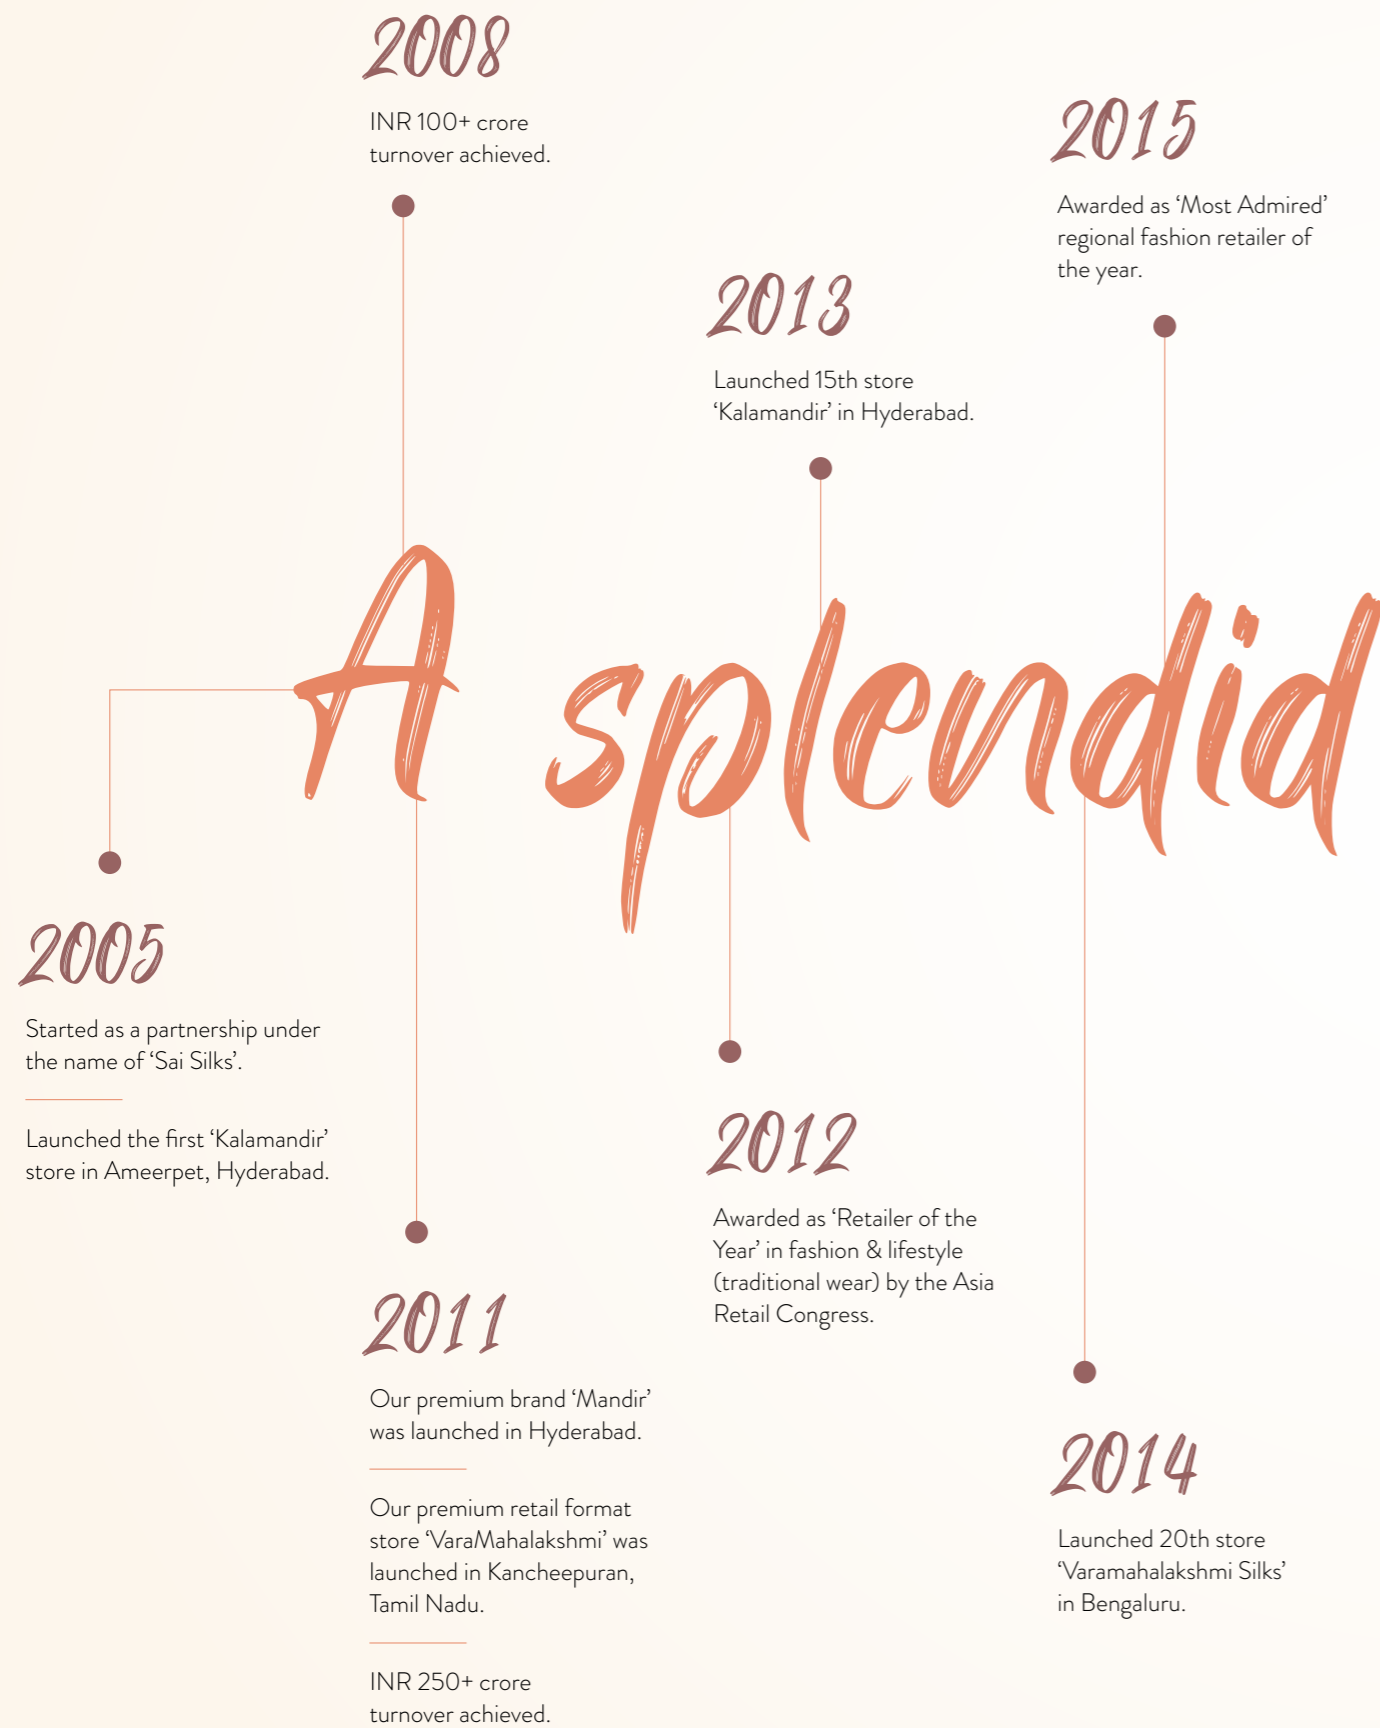 2008
INR 100+ crore
turnover achieved.
2015
Awarded as ‘Most Admired’
regional fashion retailer of
the year.
2013
Launched 15th store
‘Kalamandir’ in Hyderabad.
A splendid
2005
Started as a partnership under
the name of ‘Sai Silks’.
Launched the first ‘Kalamandir’
store in Ameerpet, Hyderabad.
2011
Our premium brand ‘Mandir’
was launched in Hyderabad.
Our premium retail format
store ‘VaraMahalakshmi’ was
launched in Kancheepuran,
Tamil Nadu.
INR 250+ crore
turnover achieved.
2012
Awarded as ‘Retailer of the
Year’ in fashion & lifestyle
(traditional wear) by the Asia
Retail Congress.
2014
Launched 20th store
‘Varamahalakshmi Silks’
in Bengaluru.